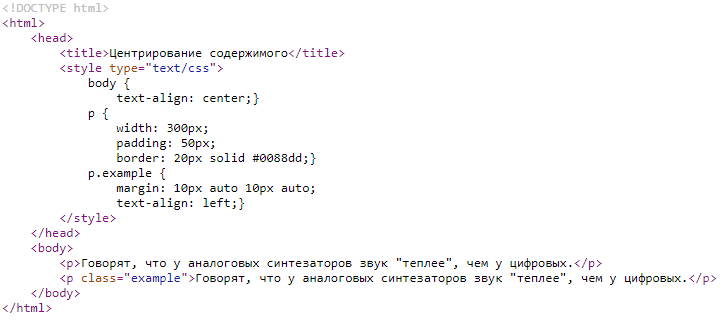 <!DOCTYPE html>
<html>
<head>
<title>Центрирование содержимого</title>
<style type="text/css">
body {
text-align: center;}
p {
width: 300px;
padding: 50px;
border: 20px solid #0088dd;}
p.example {
margin: 10px auto 10px auto;
text-align: left;}
</style>
</head>
<body>
<p>Говорят, что у аналоговых синтезаторов звук "теплее", чем у цифровых.</p>
<p class="example">Говорят, что у аналоговых синтезаторов звук "теплее", чем у цифровых.</p>
</body>
</html>